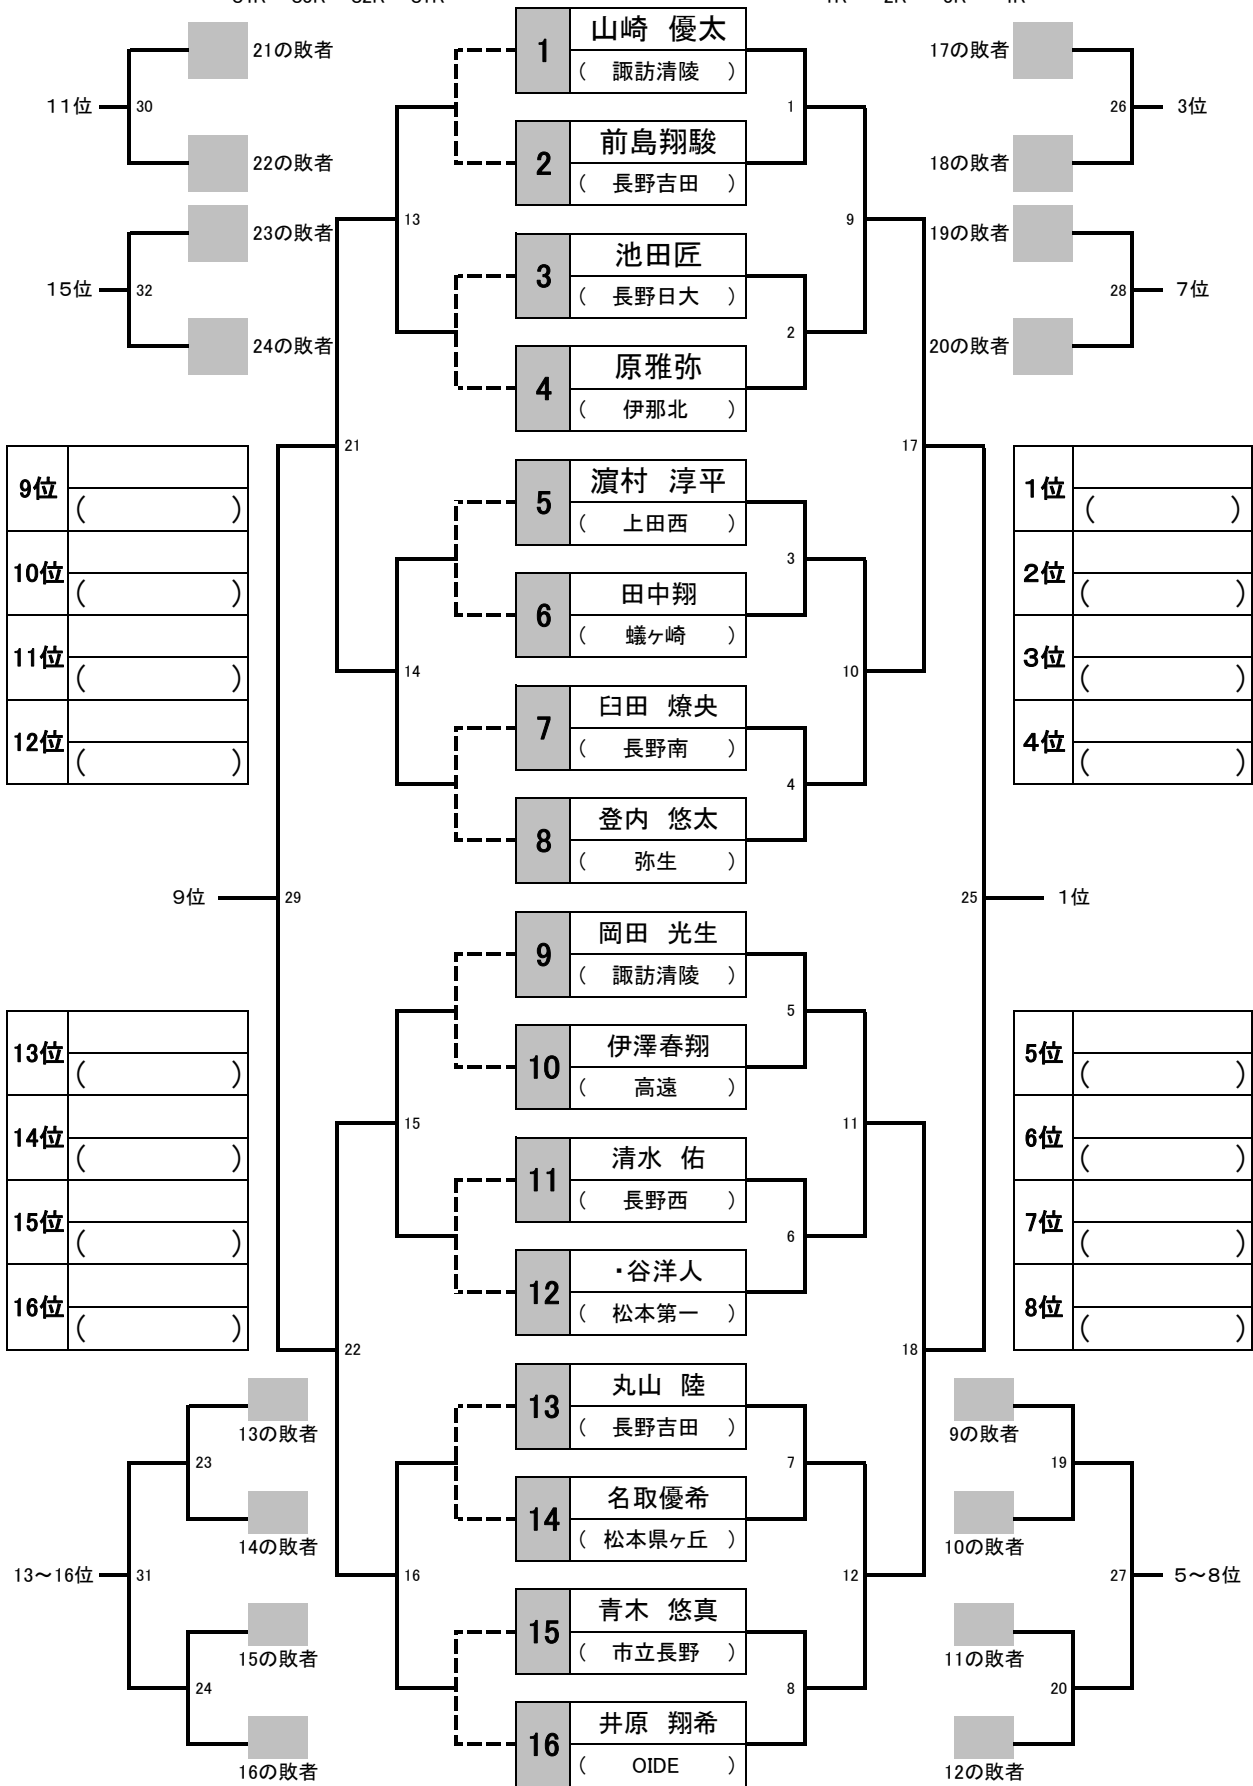 21の敗者
11位
30
22の敗者
23の敗者
15位
32
24の敗者
1
山崎 優太
( 諏訪清陵 )
2
前島翔駿
( 長野吉田 )
3
池田匠
( 長野日大 )
4
原雅弥
( 伊那北 )
5
濵村 淳平
( 上田西 )
6
田中翔
( 蟻ヶ崎 )
7
臼田 燎央
( 長野南 )
8
登内 悠太
( 弥生 )
9
岡田 光生
( 諏訪清陵 )
10
伊澤春翔
( 高遠 )
11
清水 佑
( 長野西 )
12
・谷洋人
( 松本第一 )
13
丸山 陸
( 長野吉田 )
14
名取優希
( 松本県ヶ丘 )
15
青木 悠真
( 市立長野 )
16
井原 翔希
( OIDE )
17の敗者
26
3位
18の敗者
19の敗者
28
7位
20の敗者
13
14
15
16
21
22
29
9位
1
2
3
4
5
6
7
8
9
10
11
12
17
18
25
1位
9位
( )
10位
( )
11位
( )
12位
( )
13位
( )
14位
( )
15位
( )
16位
( )
1位
( )
2位
( )
3位
( )
4位
( )
5位
( )
6位
( )
7位
( )
8位
( )
13の敗者
23
14の敗者
13～16位
31
15の敗者
24
16の敗者
9の敗者
19
10の敗者
27
5～8位
11の敗者
20
12の敗者